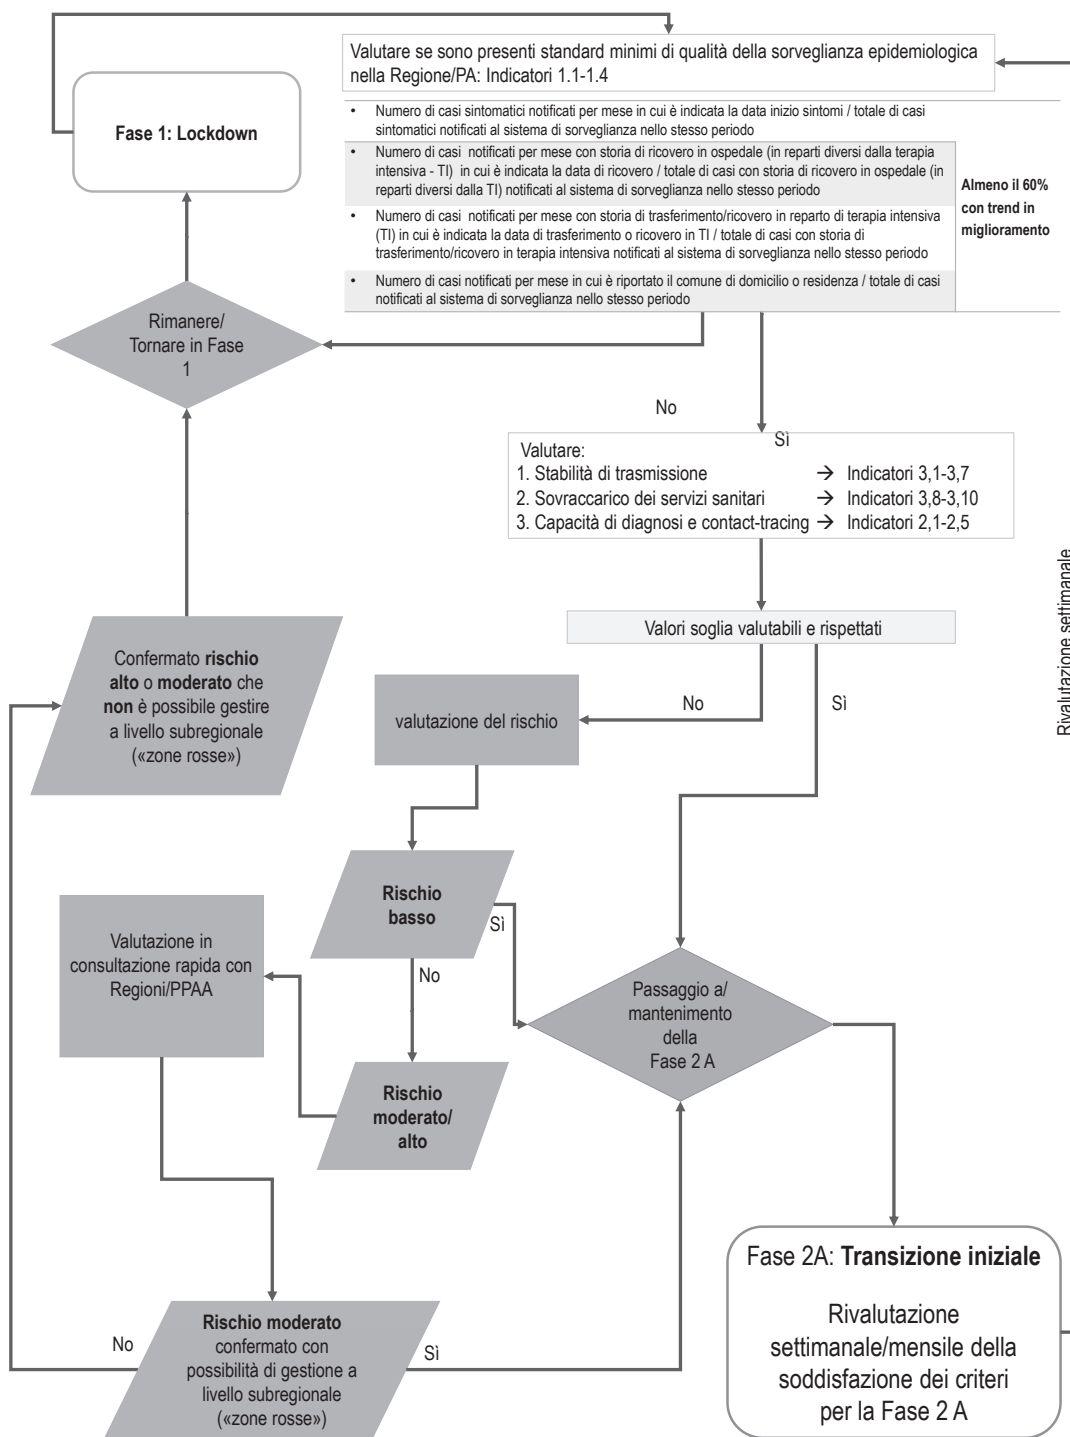 Valutare se sono presenti standard minimi di qualità della sorveglianza epidemiologica
nella Regione/PA: Indicatori 1.1-1.4
Fase 1: Lockdown
• Numero di casi sintomatici notificati per mese in cui è indicata la data inizio sintomi / totale di casi
sintomatici notificati al sistema di sorveglianza nello stesso periodo
• Numero di casi notificati per mese con storia di ricovero in ospedale (in reparti diversi dalla terapia
intensiva - TI) in cui è indicata la data di ricovero / totale di casi con storia di ricovero in ospedale (in
reparti diversi dalla TI) notificati al sistema di sorveglianza nello stesso periodo
• Numero di casi notificati per mese con storia di trasferimento/ricovero in reparto di terapia intensiva
(TI) in cui è indicata la data di trasferimento o ricovero in TI / totale di casi con storia di
trasferimento/ricovero in terapia intensiva notificati al sistema di sorveglianza nello stesso periodo
• Numero di casi notificati per mese in cui è riportato il comune di domicilio o residenza / totale di casi
notificati al sistema di sorveglianza nello stesso periodo
Almeno il 60%
con trend in
miglioramento
Rimanere/
Tornare in Fase
1
No
Sì
Valutare:
1. Stabilità di trasmissione → Indicatori 3,1-3,7
2. Sovraccarico dei servizi sanitari → Indicatori 3,8-3,10
3. Capacità di diagnosi e contact-tracing → Indicatori 2,1-2,5
Rivalutazione settimanale
Valori soglia valutabili e rispettati
Confermato rischio
alto o moderato che
non è possibile gestire
a livello subregionale
(«zone rosse»)
No
Sì
valutazione del rischio
Rischio
basso
Sì
No
Valutazione in
consultazione rapida con
Regioni/PPAA
Passaggio a/
mantenimento
della
Fase 2 A
Rischio
moderato/
alto
Fase 2A: Transizione iniziale
Rivalutazione
settimanale/mensile della
soddisfazione dei criteri
per la Fase 2 A
No
Rischio moderato
confermato con
possibilità di gestione a
livello subregionale
(«zone rosse»)
Sì